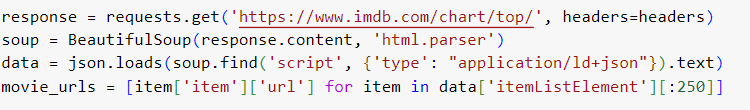 response = requests.get('https://www.imdb.com/chart/top/', headers=headers)
soup = BeautifulSoup(response.content, 'html.parser')
data = json.loads(soup.find('script', {'type': "application/ld+json"}).text)
movie_urls = [item['item']['url'] for item in data['itemListElement'][:250]]